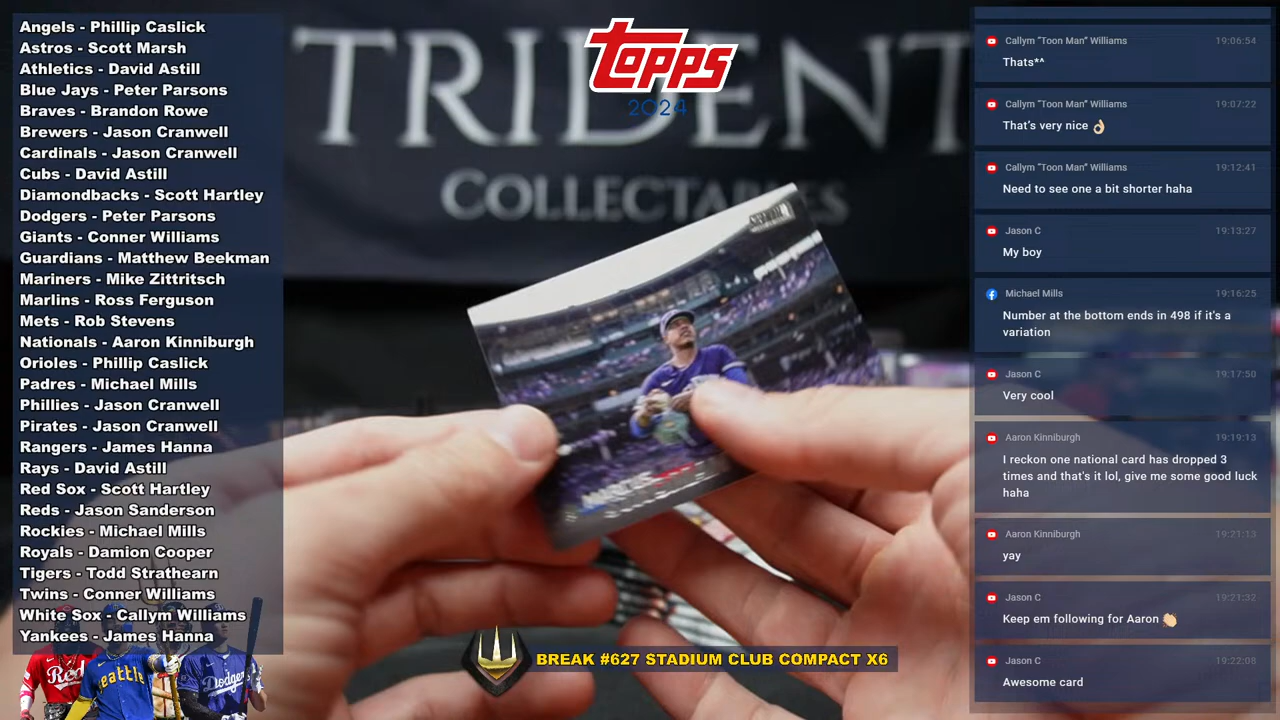 Angels - Phillip Caslick
Astros - Scott Marsh
Athletics - David Astill
Blue Jays - Peter Parsons
Braves - Brandon Rowe
Brewers - Jason Cranwell
Cardinals - Jason Cranwell
Cubs - David Astill
Diamondbacks - Scott Hartley
Dodgers - Peter Parsons
Giants - Conner Williams
Guardians - Matthew Beekman
Mariners - Mike Zittritsch
Marlins - Ross Ferguson
Mets - Rob Stevens
Nationals - Aaron Kinniburgh
Orioles - Phillip Caslick
Padres - Michael Mills
Phillies - Jason Cranwell
Pirates - Jason Cranwell
Rangers - James Hanna
Rays - David Astill
Red Sox - Scott Hartley
Reds - Jason Sanderson
Rockies - Michael Mills
Royals - Damion Cooper
Tigers - Todd Strathearn
Twins - Conner Williams
White Sox - Callym Williams
Yankees - James Hanna
Reds
seattle
Dodgers
TRIDENT
COLLECTABLES
Topps
2024
BREAK #627 STADIUM CLUB COMPACT X6
Callym "Toon Man" Williams 19:06:54
Thats**
Callym "Toon Man" Williams 19:07:22
That's very nice 👌🏼
Callym "Toon Man" Williams 19:12:41
Need to see one a bit shorter haha
Jason C 19:13:27
My boy
Michael Mills 19:16:25
Number at the bottom ends in 498 if it's a
variation
Jason C 19:17:50
Very cool
Aaron Kinniburgh 19:19:13
I reckon one national card has dropped 3
times and that's it lol, give me some good luck
haha
Aaron Kinniburgh 19:21:13
yay
Jason C 19:21:32
Keep em following for Aaron 👏🏼
Jason C 19:22:08
Awesome card